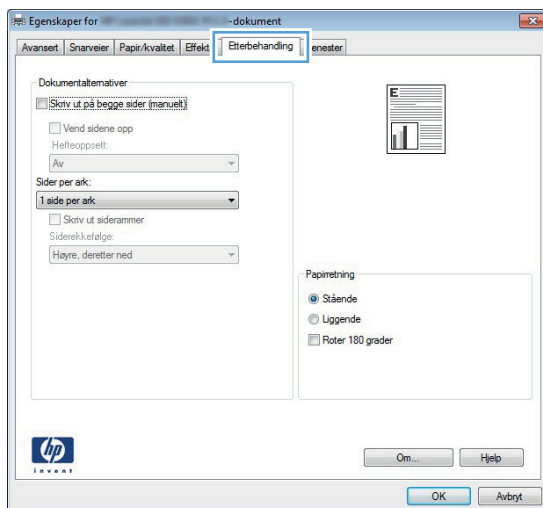 Egenskaper for -dokument
Avansert Snarveier Papir/kvalitet Effekt Etterbehandling enester
Dokumentalternativer
Skriv ut på begge sider (manuelt)
Vend sidene opp
Hefteoppsett:
Av
Sider per ark:
1 side per ark
Skriv ut siderammer
Siderekkefølge:
Høyre, deretter ned
E
Papirretning
Stående
Liggende
Roter 180 grader
hp
invent
Om... Hjelp
OK Avbryt